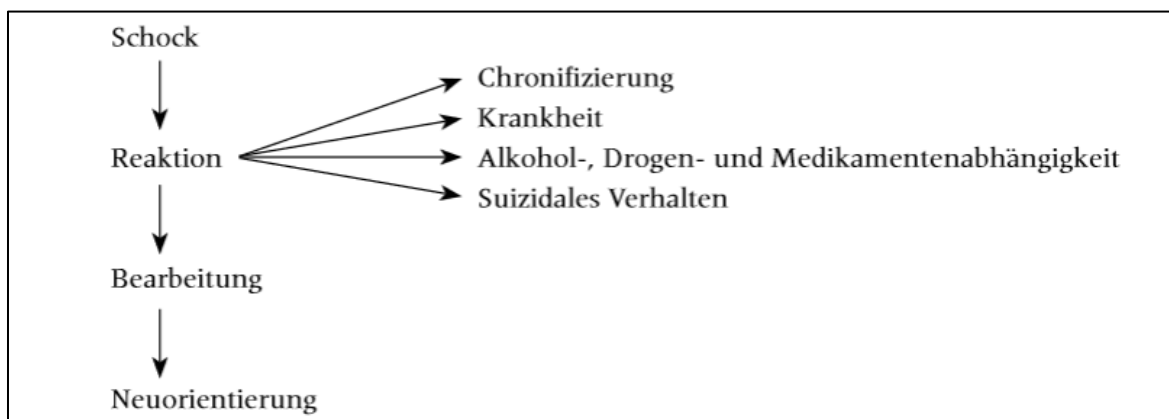 Schock
Chronifizierung
Krankheit
Reaktion
Alkohol-, Drogen- und Medikamentenabhängigkeit
Suizidales Verhalten
Bearbeitung
Neuorientierung